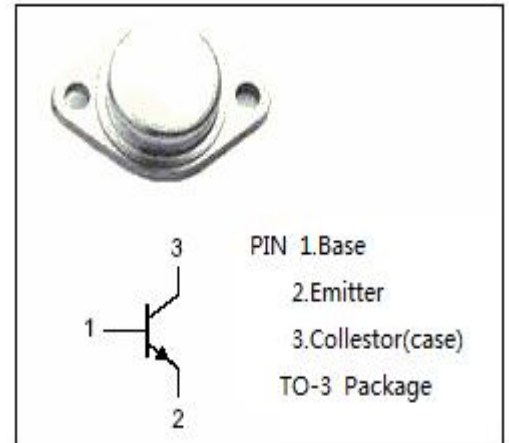 3
PIN 1.Base
2.Emitter
1
3.Collestor(case)
TO-3 Package
2